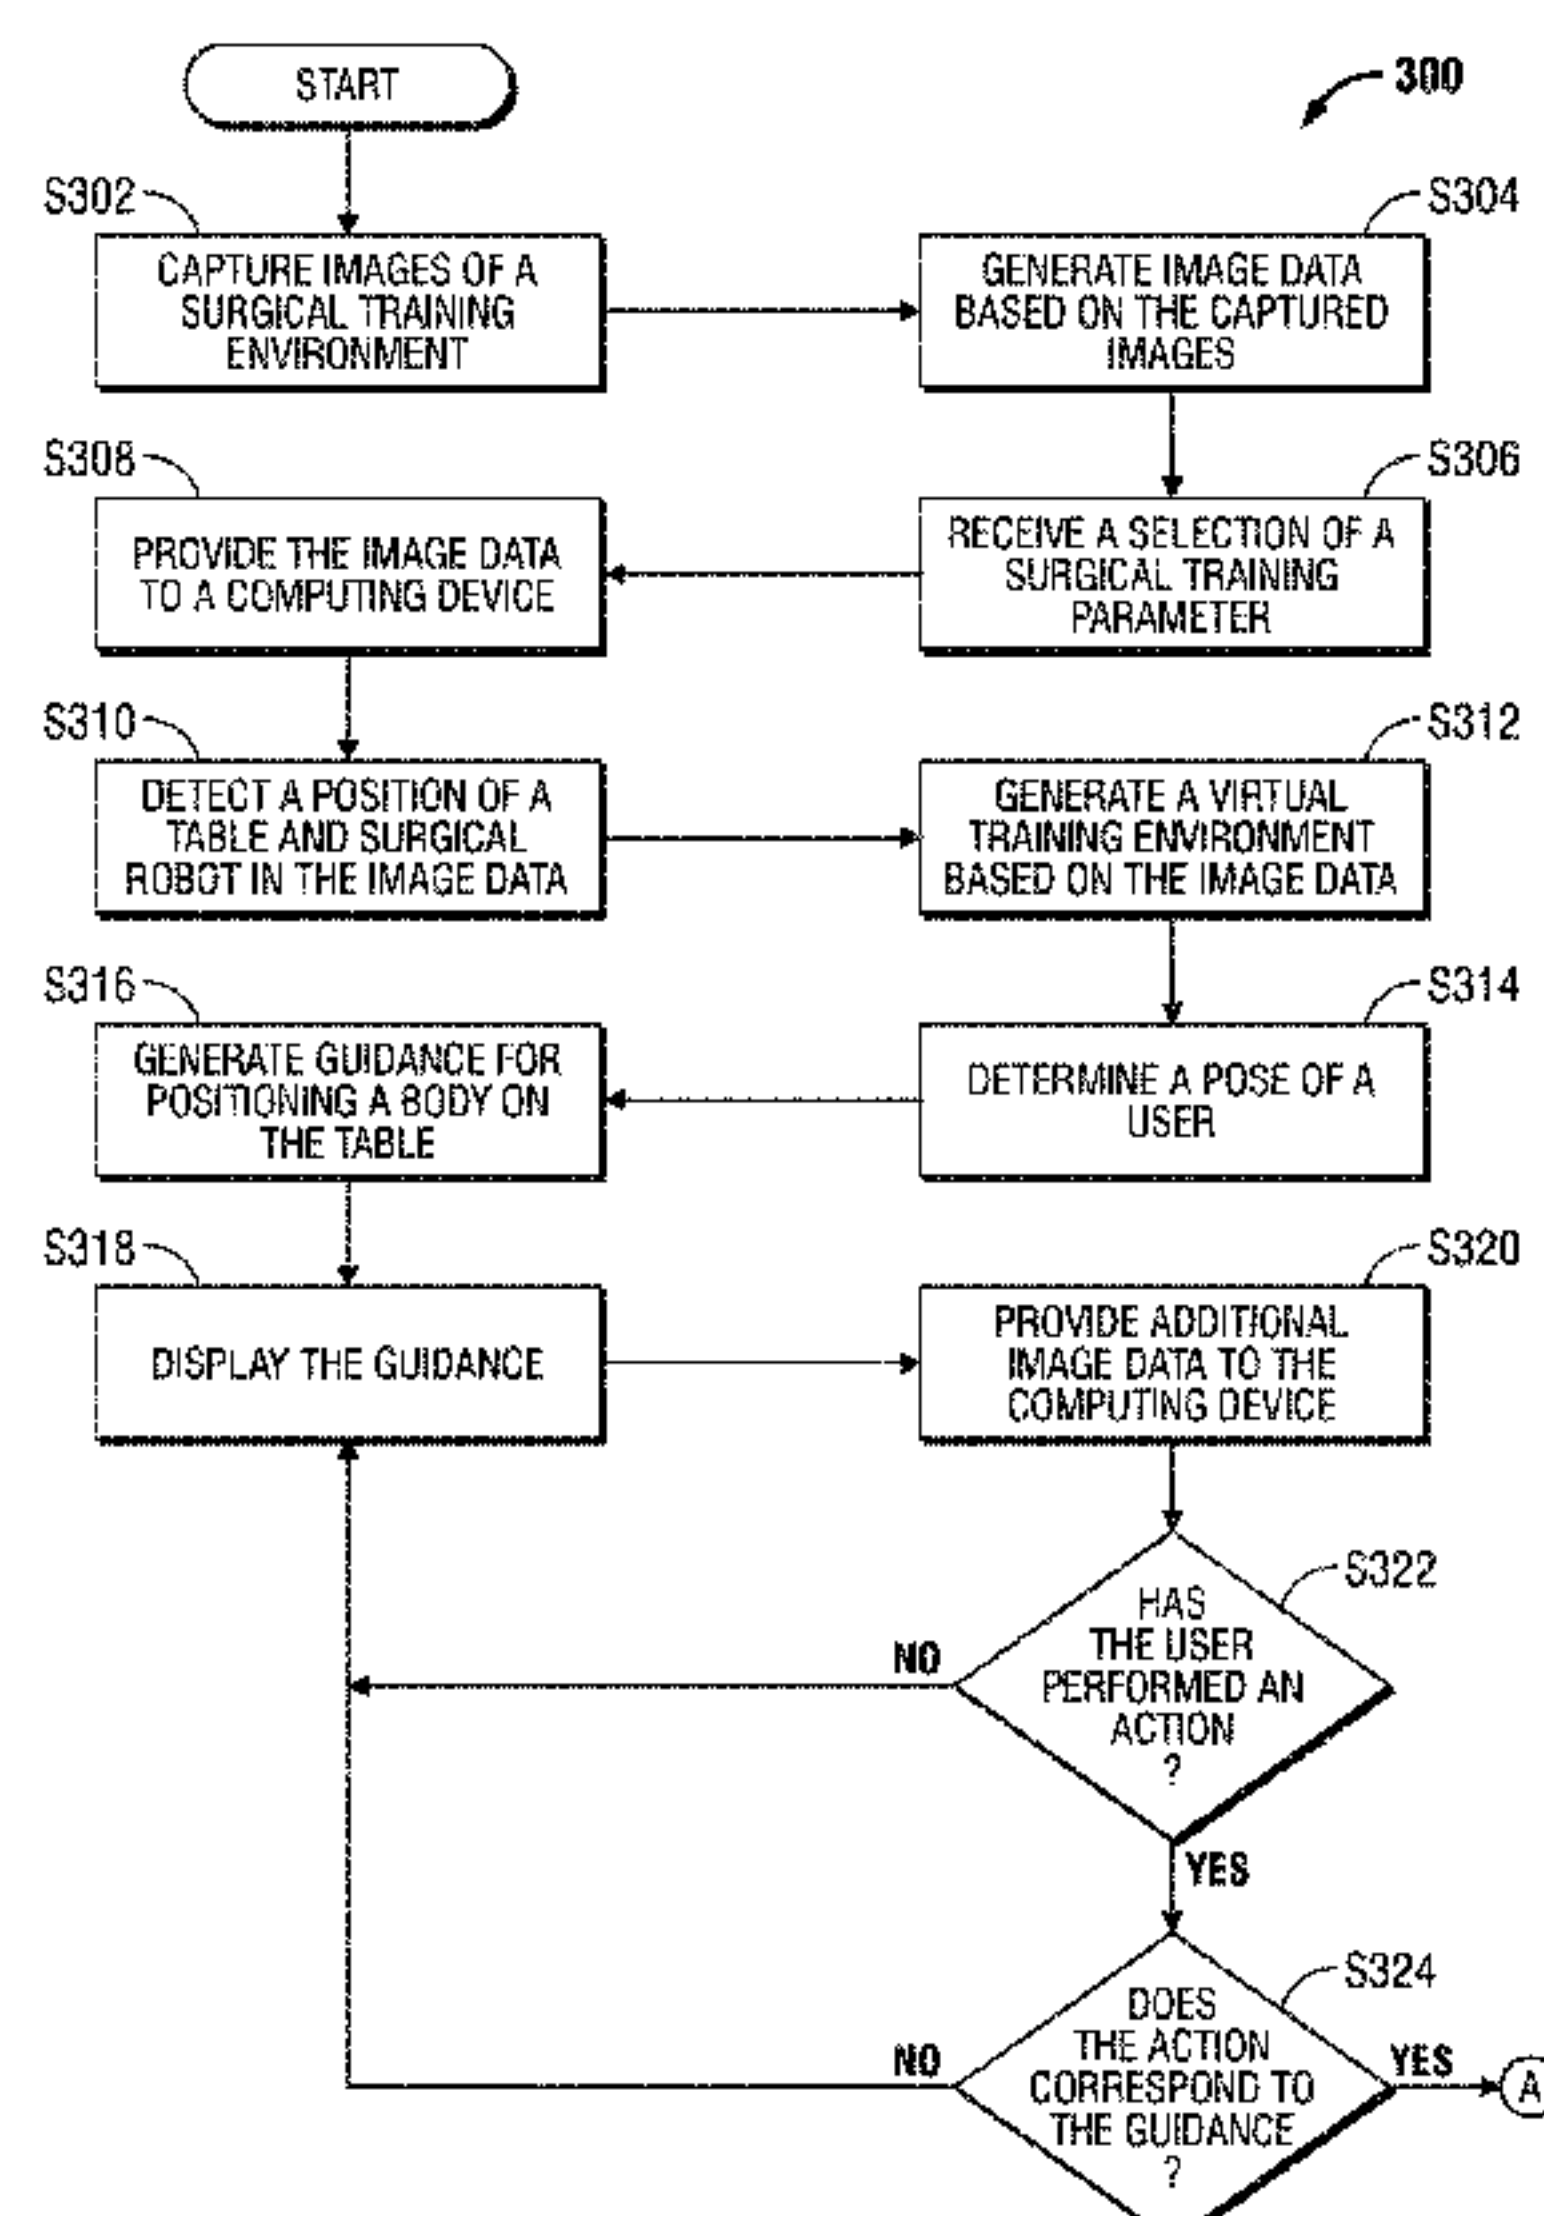 START
300
S302
CAPTURE IMAGES OF A
SURGICAL TRAINING
ENVIRONMENT
S304
GENERATE IMAGE DATA
BASED ON THE CAPTURED
IMAGES
S306
RECEIVE A SELECTION OF A
SURGICAL TRAINING
PARAMETER
S308
PROVIDE THE IMAGE DATA
TO A COMPUTING DEVICE
S310
DETECT A POSITION OF A
TABLE AND SURGICAL
ROBOT IN THE IMAGE DATA
S312
GENERATE A VIRTUAL
TRAINING ENVIRONMENT
BASED ON THE IMAGE DATA
S314
DETERMINE A POSE OF A
USER
S316
GENERATE GUIDANCE FOR
POSITIONING A BODY ON
THE TABLE
S318
DISPLAY THE GUIDANCE
S320
PROVIDE ADDITIONAL
IMAGE DATA TO THE
COMPUTING DEVICE
S322
HAS
THE USER
PERFORMED AN
ACTION
?
NO
YES
S324
DOES
THE ACTION
CORRESPOND TO
THE GUIDANCE
?
NO
YES
A